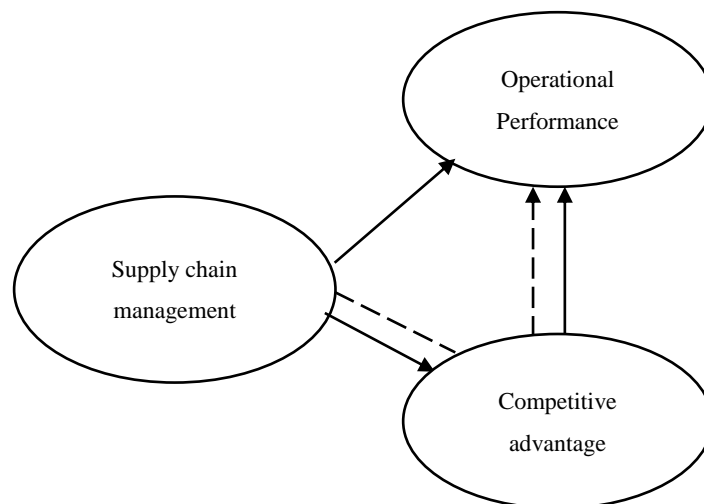 Operational
Performance
Supply chain
management
Competitive
advantage